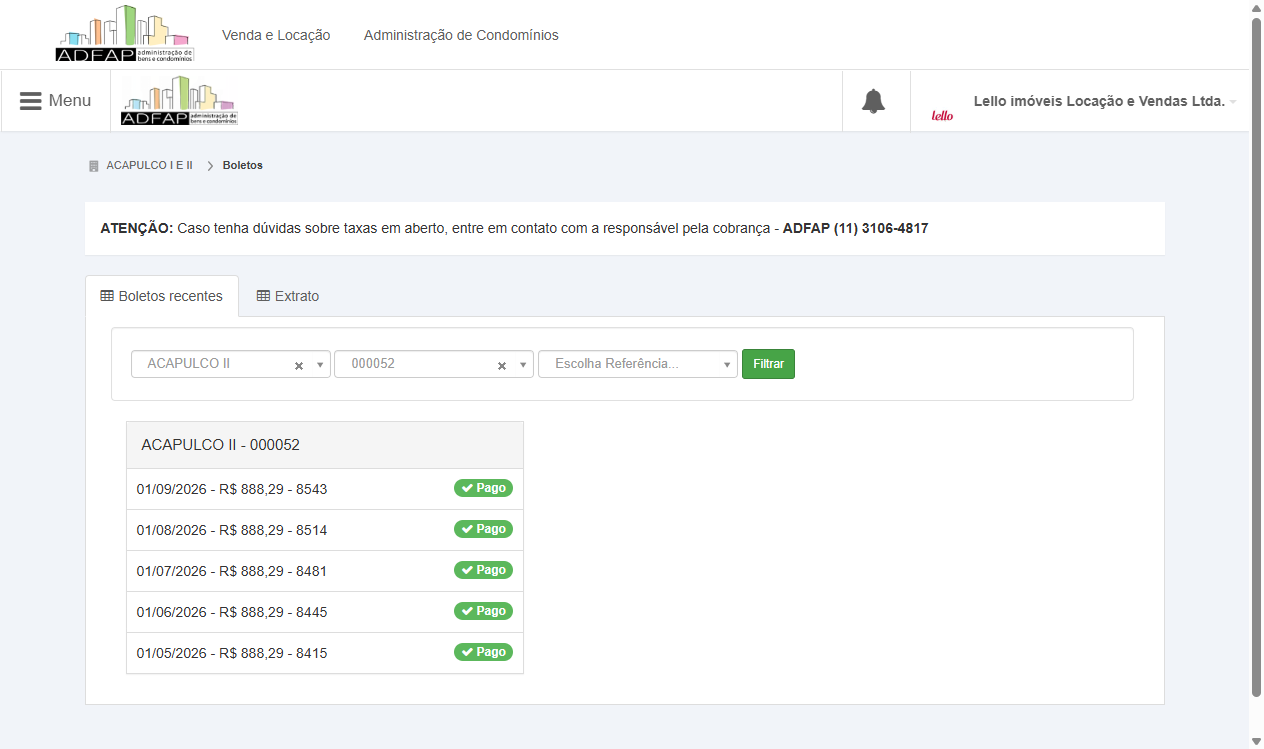 ADFAP administração de bens e condomínios
Venda e Locação
Administração de Condomínios
Menu
ADFAP administração de bens e condomínios
lello
Lello imóveis Locação e Vendas Ltda.
ACAPULCO I E II
Boletos
ATENÇÃO: Caso tenha dúvidas sobre taxas em aberto, entre em contato com a responsável pela cobrança - ADFAP (11) 3106-4817
Boletos recentes
Extrato
ACAPULCO II
000052
Escolha Referência...
Filtrar
ACAPULCO II - 000052
01/09/2026 - R$ 888,29 - 8543 Pago
01/08/2026 - R$ 888,29 - 8514 Pago
01/07/2026 - R$ 888,29 - 8481 Pago
01/06/2026 - R$ 888,29 - 8445 Pago
01/05/2026 - R$ 888,29 - 8415 Pago